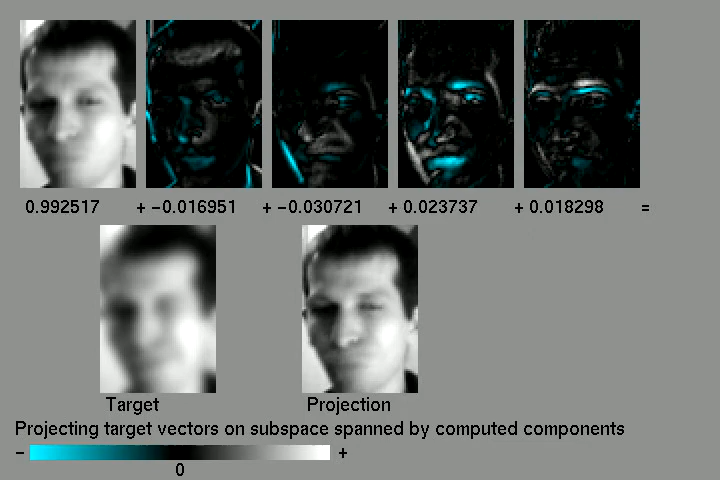 0.992517 + −0.016951 + −0.030721 + 0.023737 + 0.018298 =
Target Projection
Projecting target vectors on subspace spanned by computed components
− +
0